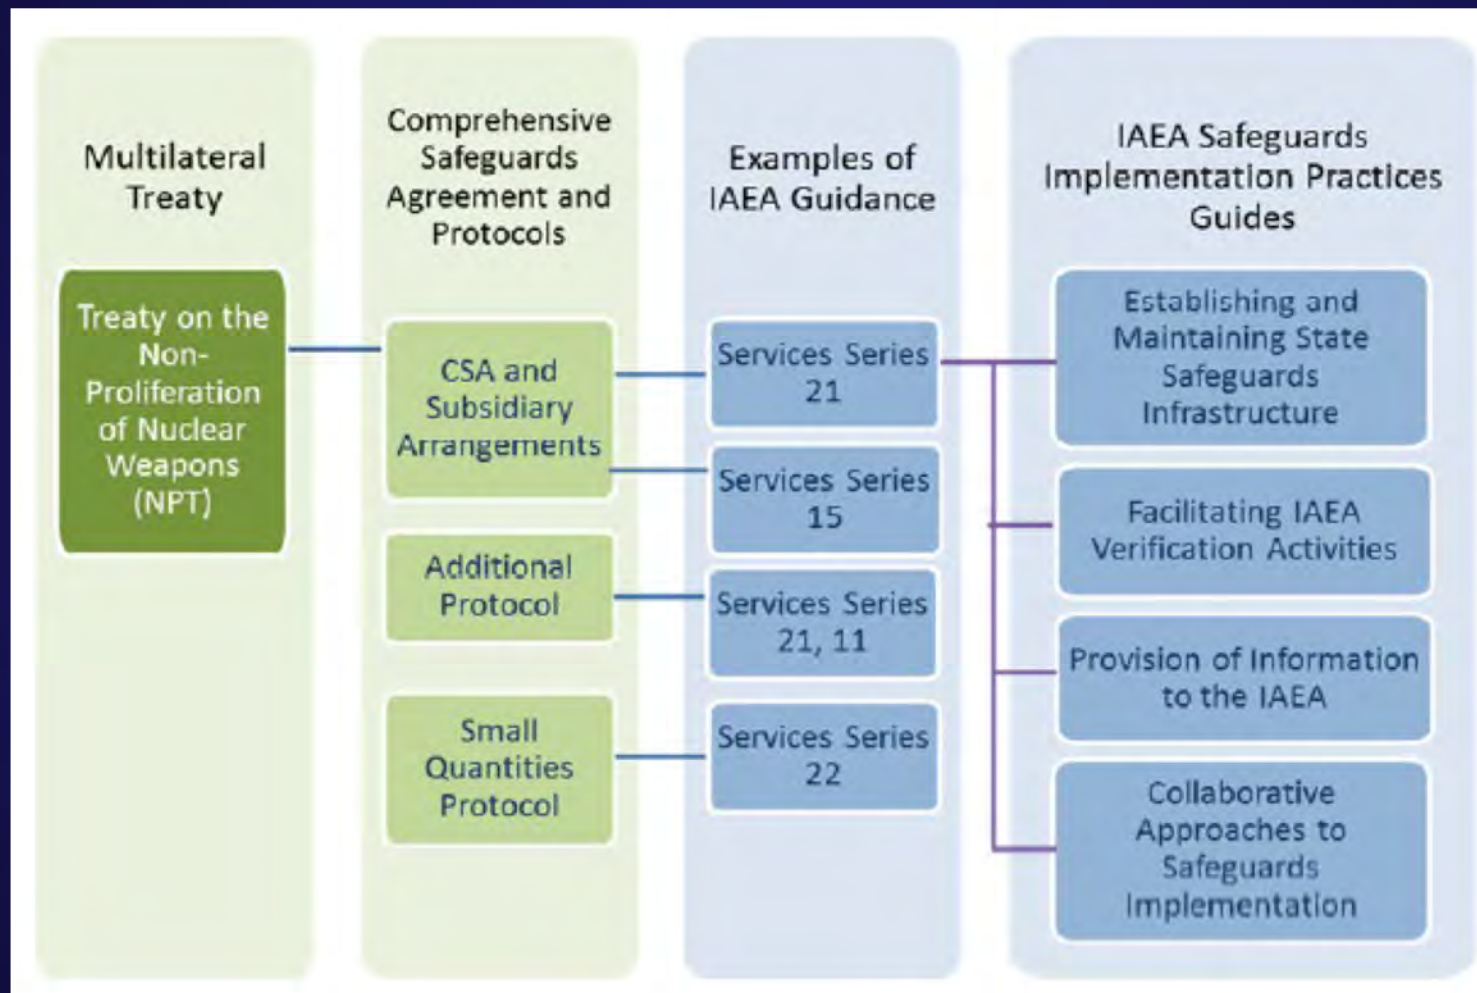 Multilateral
Treaty
Treaty on the
Non-
Proliferation
of Nuclear
Weapons
(NPT)
Comprehensive
Safeguards
Agreement and
Protocols
CSA and
Subsidiary
Arrangements
Additional
Protocol
Small
Quantities
Protocol
Examples of
IAEA Guidance
Services Series
21
Services Series
15
Services Series
21, 11
Services Series
22
IAEA Safeguards
Implementation Practices
Guides
Establishing and
Maintaining State
Safeguards
Infrastructure
Facilitating IAEA
Verification Activities
Provision of Information
to the IAEA
Collaborative
Approaches to
Safeguards
Implementation